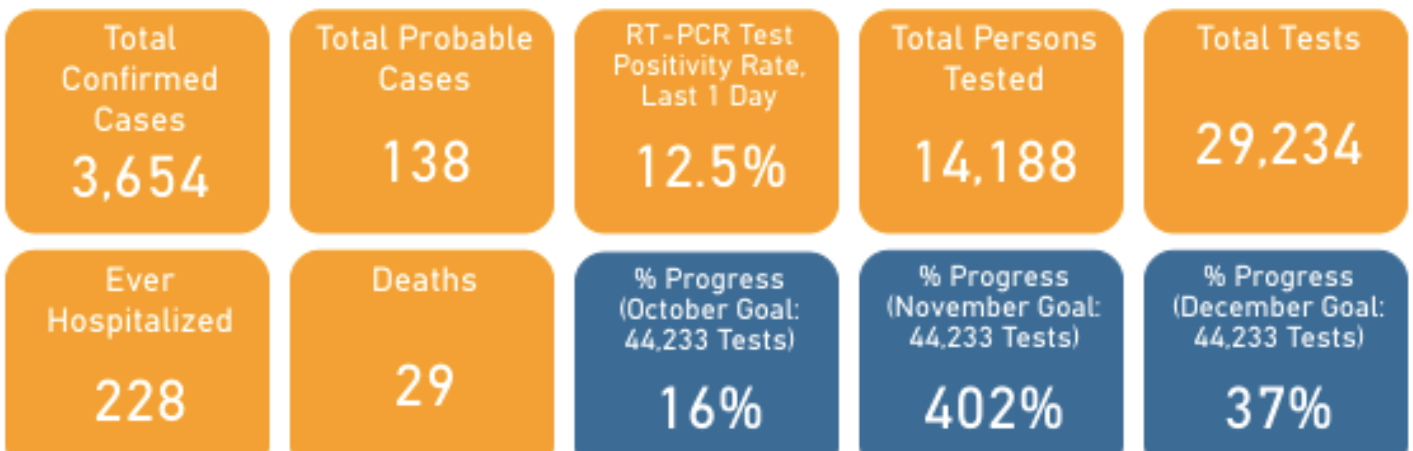 Total
Confirmed
Cases
3,654
Total Probable
Cases
138
RT-PCR Test
Positivity Rate,
Last 1 Day
12.5%
Total Persons
Tested
14,188
Total Tests
29,234
Ever
Hospitalized
228
Deaths
29
% Progress
(October Goal:
44,233 Tests)
16%
% Progress
(November Goal:
44,233 Tests)
402%
% Progress
(December Goal:
44,233 Tests)
37%